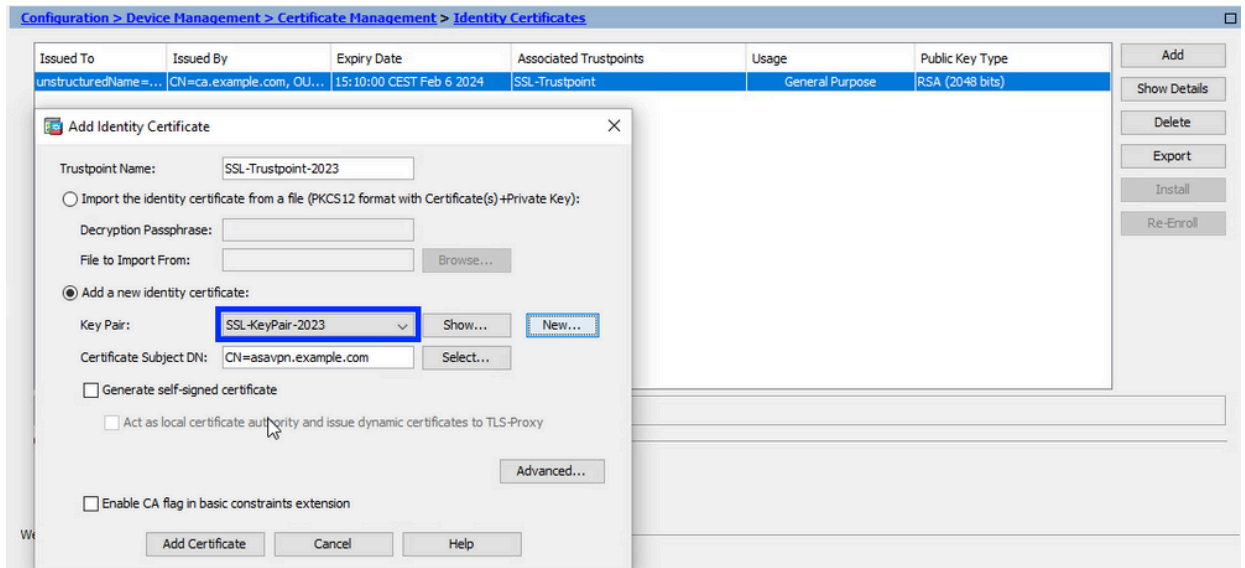 Configuration > Device Management > Certificate Management > Identity Certificates
Issued To Issued By Expiry Date Associated Trustpoints Usage Public Key Type
unstructuredName=... CN=ca.example.com, OU... 15:10:00 CEST Feb 6 2024 SSL-Trustpoint General Purpose RSA (2048 bits)
Add
Show Details
Delete
Export
Install
Re-Enroll
Add Identity Certificate
Trustpoint Name: SSL-Trustpoint-2023
Import the identity certificate from a file (PKCS12 format with Certificate(s)+Private Key):
Decryption Passphrase:
File to Import From: Browse...
Add a new identity certificate:
Key Pair: SSL-KeyPair-2023 Show... New...
Certificate Subject DN: CN=asavpn.example.com Select...
Generate self-signed certificate
Act as local certificate authority and issue dynamic certificates to TLS-Proxy
Advanced...
Enable CA flag in basic constraints extension
We
Add Certificate Cancel Help